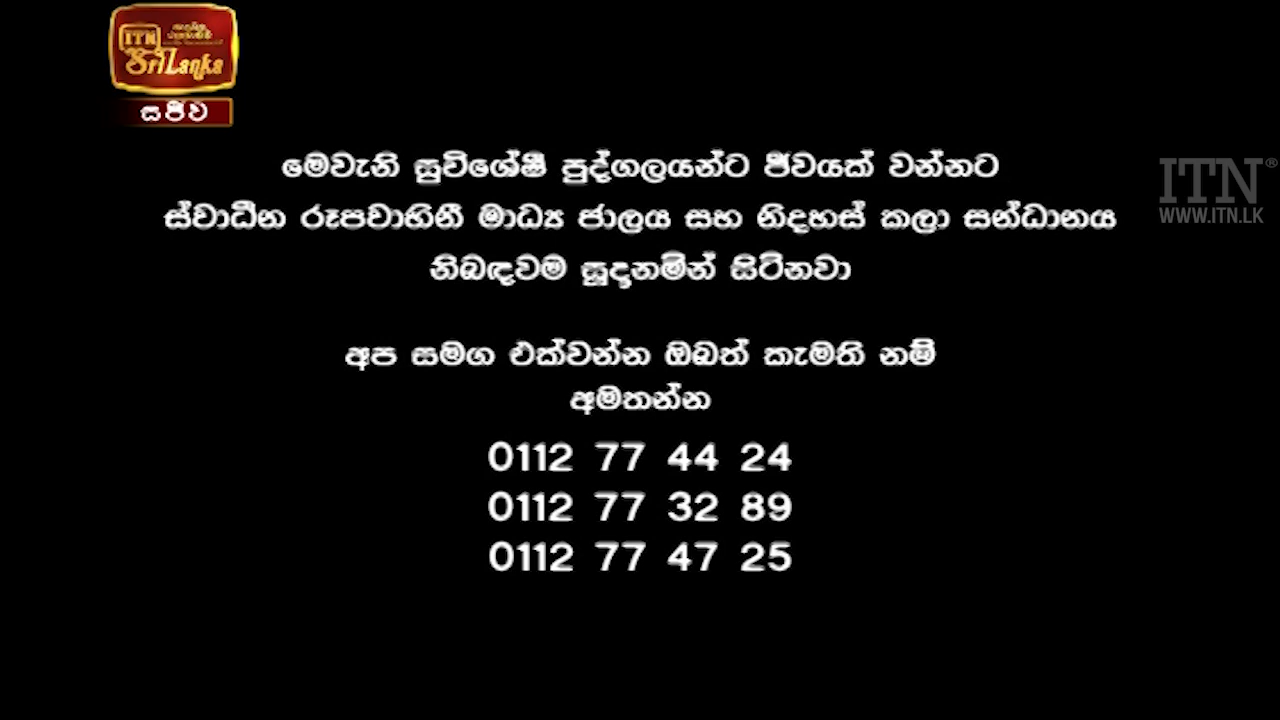 ITN
SriLanka
සජීව
ITN®
WWW.ITN.LK
මෙවැනි සුවිශේෂී පුද්ගලයන්ට ජීවයක් වන්නට
ස්වාධීන රූපවාහිනී මාධ්‍ය ජාලය සහ නිදහස් කලා සන්ධානය
නිබඳවම සූදානමින් සිටිනවා
අප සමග එක්වන්න ඔබත් කැමති නම්
අමතන්න
0112 77 44 24
0112 77 32 89
0112 77 47 25